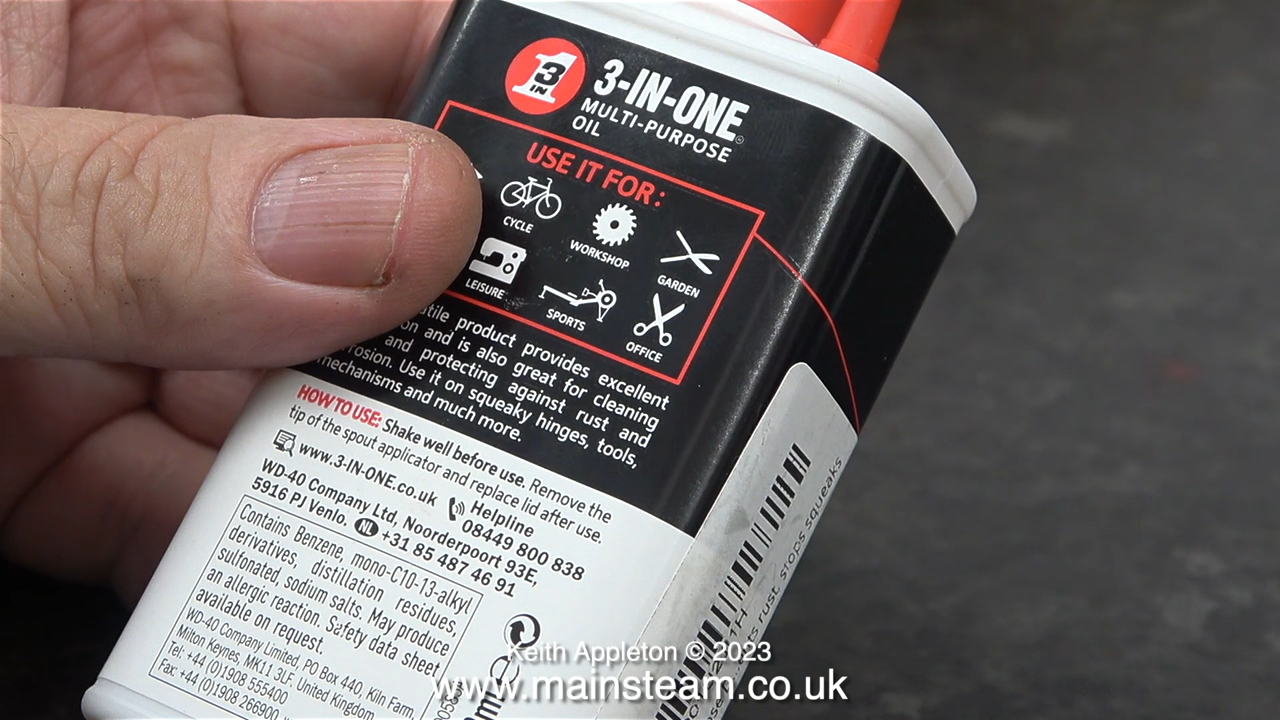 3 IN 1
3-IN-ONE®
MULTI-PURPOSE
OIL
USE IT FOR:
CYCLE
WORKSHOP
GARDEN
LEISURE
SPORTS
OFFICE
product provides excellent
and is also great for cleaning
and protecting against rust and
Use it on squeaky hinges, tools,
mechanisms and much more.
HOW TO USE: Shake well before use. Remove the
tip of the spout applicator and replace lid after use.
www.3-IN-ONE.co.uk
Helpline
08449 800 838
WD-40 Company Ltd, Noorderpoort 93E,
5916 PJ Venlo. NL +31 85 487 46 91
Contains Benzene, mono-C10-13-alkyl
derivatives, distillation residues,
sulfonated, sodium salts. May produce
an allergic reaction. Safety data sheet
available on request.
WD-40 Company Limited, PO Box 440, Kiln Farm,
Milton Keynes, MK11 3LF. United Kingdom
Tel: +44 (0)1908 555400
Fax: +44 (0)1908 266900
rust stops squeaks
Keith Appleton © 2023
www.mainsteam.co.uk